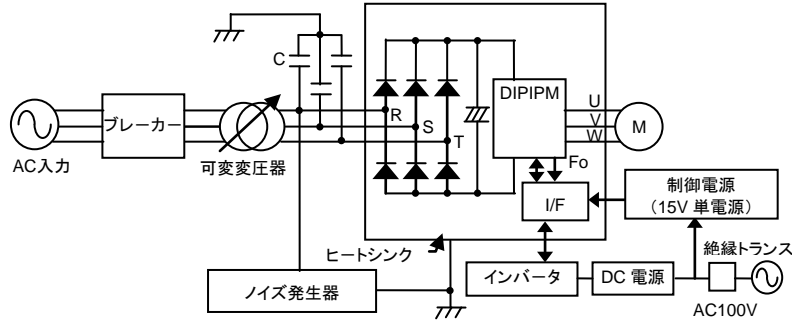 C
DIPIPM
U
V
W
M
R
S
T
ブレーカー
AC入力
可変変圧器
Fo
I/F
制御電源
（15V 単電源）
ヒートシンク
ノイズ発生器
インバータ
DC 電源
絶縁トランス
AC100V